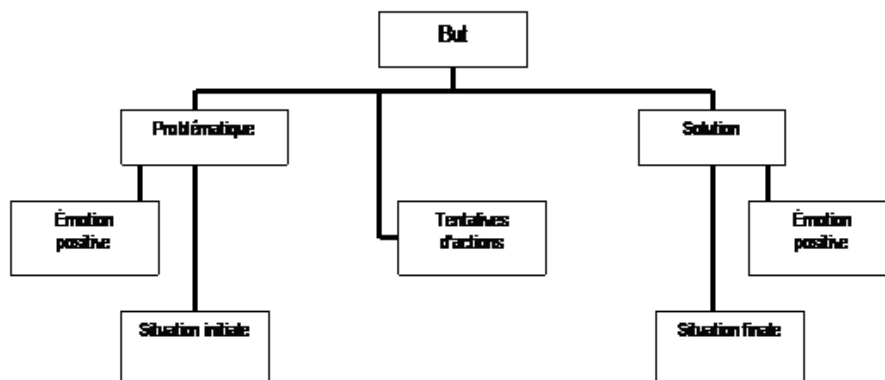 But
Problématique
Solution
Émotion
positive
Tentatives
d'actions
Émotion
positive
Situation initiale
Situation finale